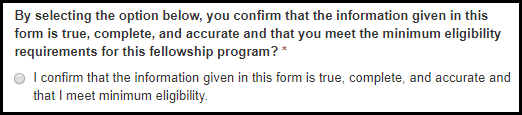 By selecting the option below, you confirm that the information given in this
form is true, complete, and accurate and that you meet the minimum eligibility
requirements for this fellowship program? *
I confirm that the information given in this form is true, complete, and accurate and
that I meet minimum eligibility.